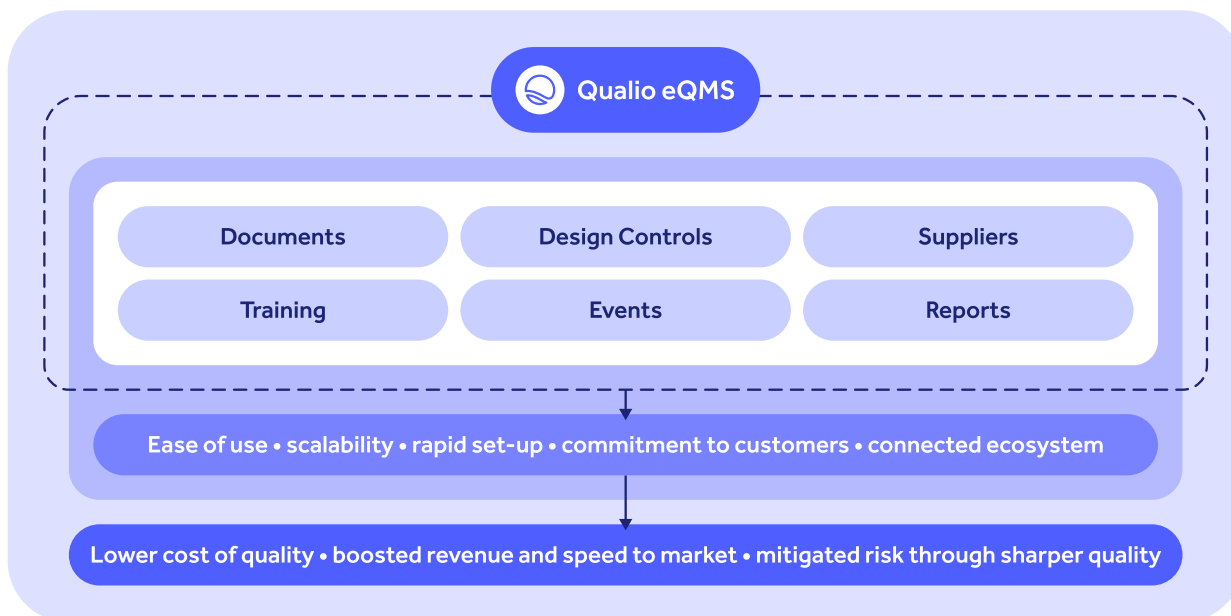 Qualio eQMS
Documents
Design Controls
Suppliers
Training
Events
Reports
Ease of use • scalability • rapid set-up • commitment to customers • connected ecosystem
Lower cost of quality • boosted revenue and speed to market • mitigated risk through sharper quality